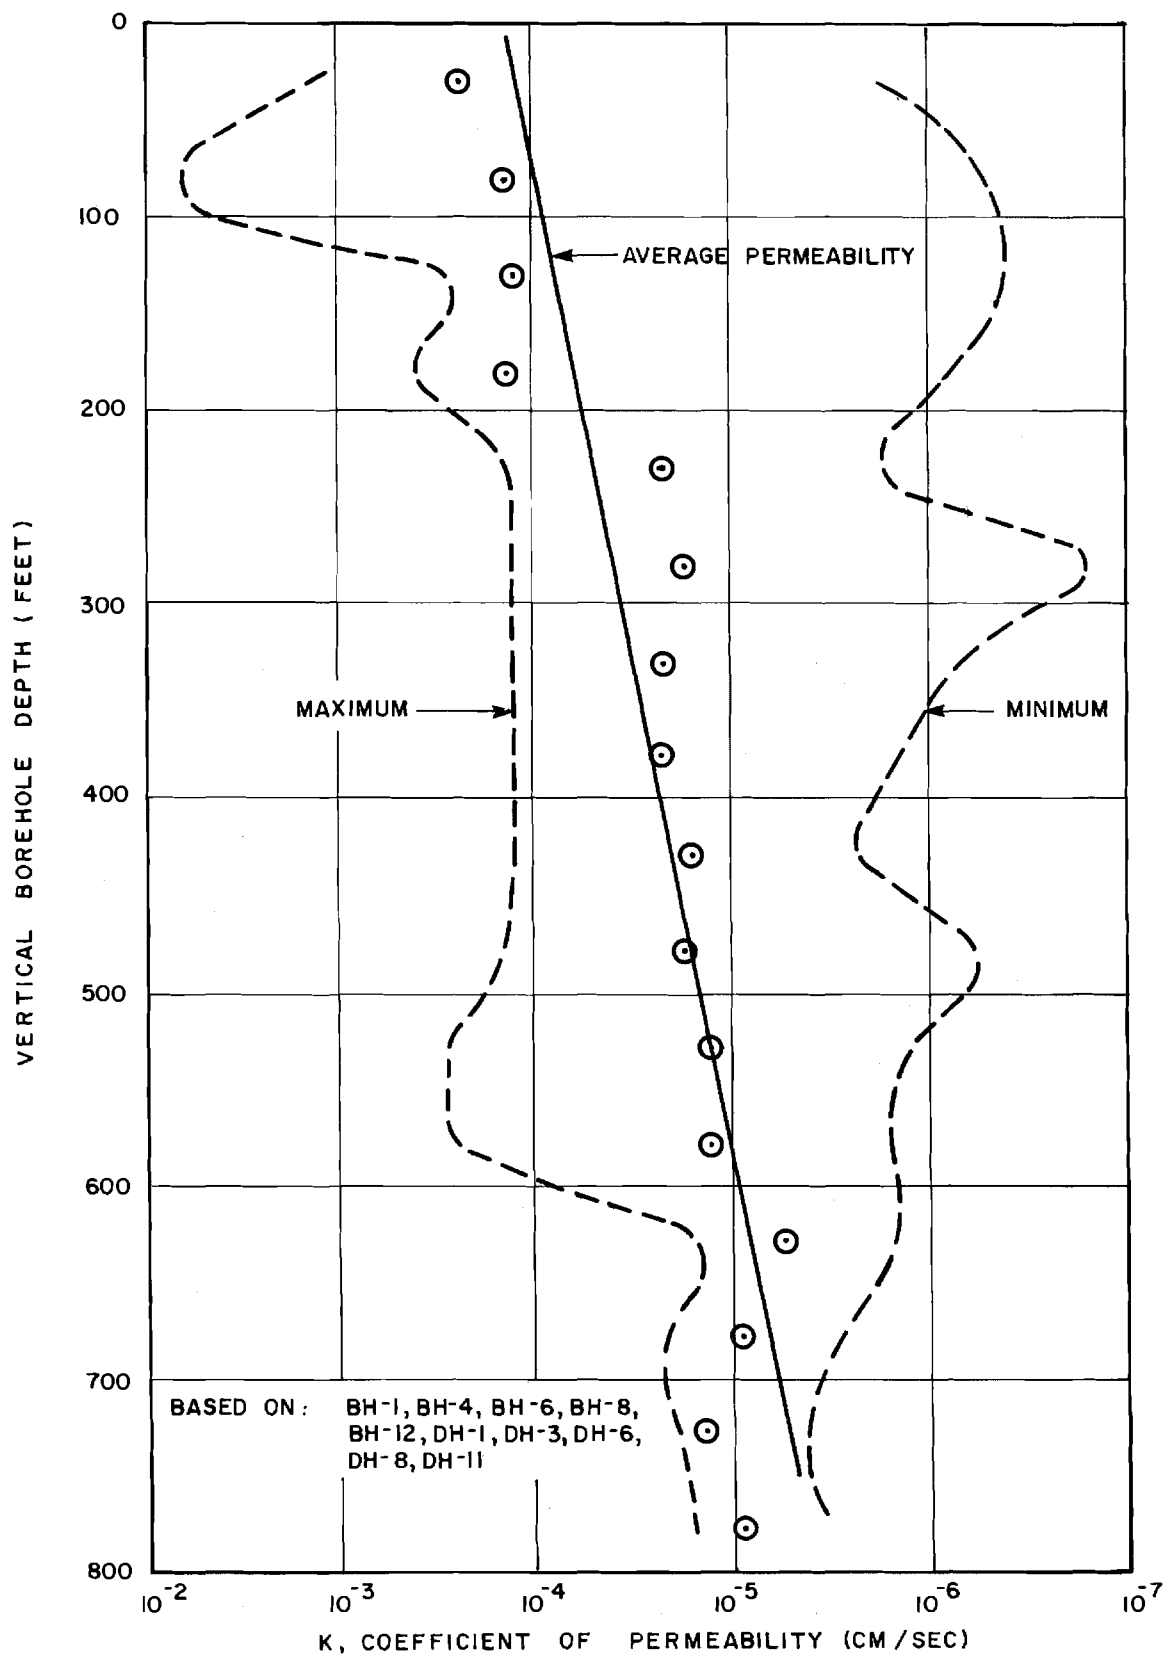 0
100
200
300
400
500
600
700
800
VERTICAL BOREHOLE DEPTH (FEET)
AVERAGE PERMEABILITY
MAXIMUM
MINIMUM
BASED ON: BH-1, BH-4, BH-6, BH-8,
BH-12, DH-1, DH-3, DH-6,
DH-8, DH-11
10-2 10-3 10-4 10-5 10-6 10-7
K, COEFFICIENT OF PERMEABILITY (CM/SEC)